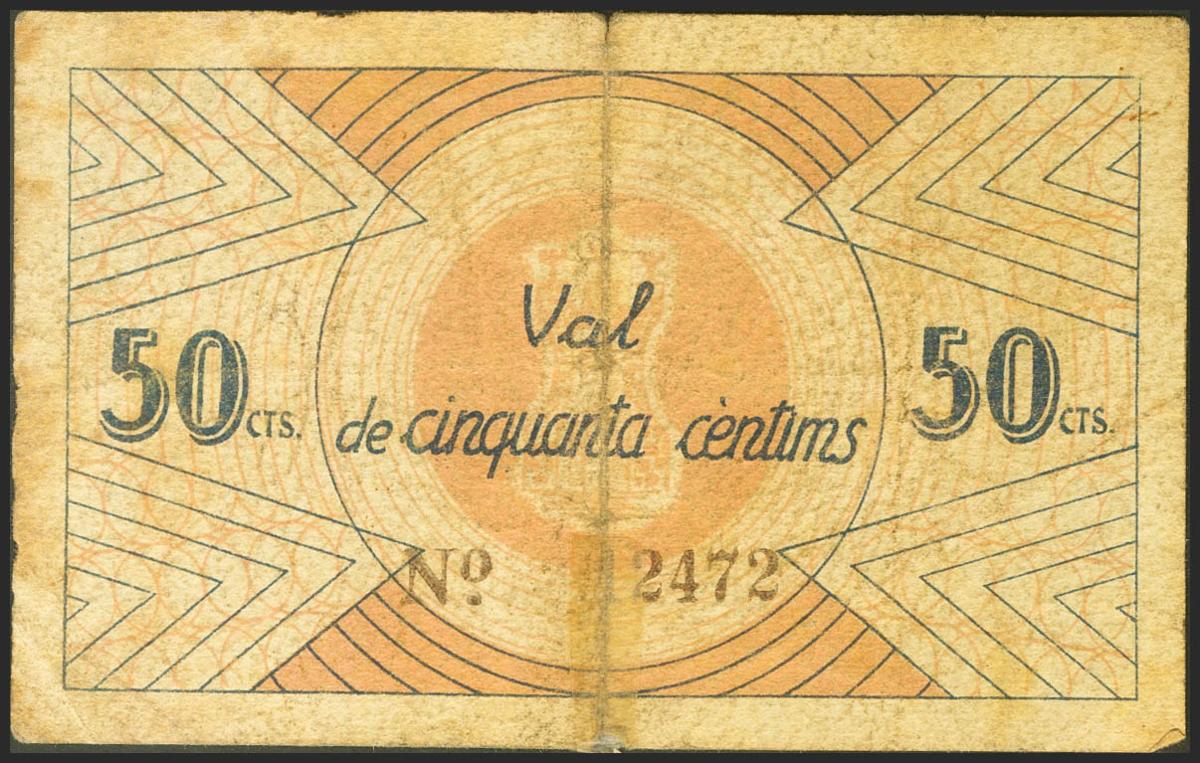 Val
50 CTS.
50 CTS.
de cinquanta cèntims
Nº 2472